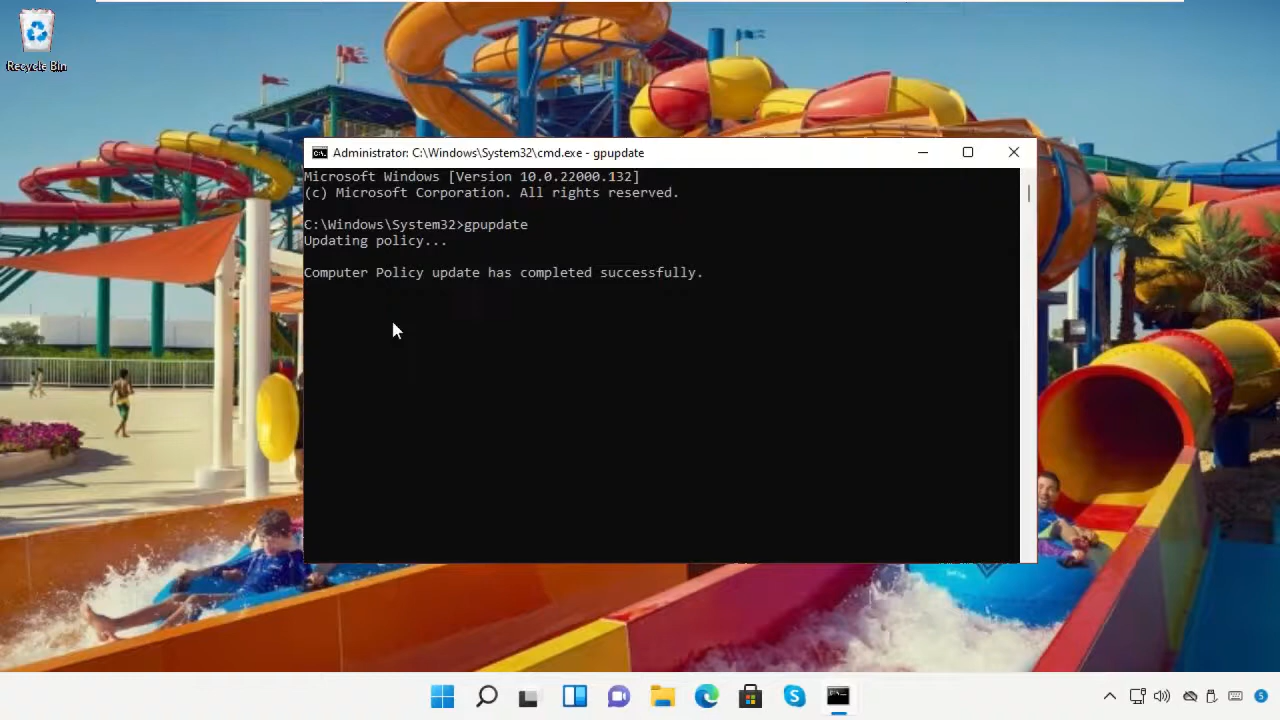 Recycle Bin
Administrator: C:\Windows\System32\cmd.exe - gpupdate
Microsoft Windows [Version 10.0.22000.132]
(c) Microsoft Corporation. All rights reserved.
C:\Windows\System32>gpupdate
Updating policy...
Computer Policy update has completed successfully.
5